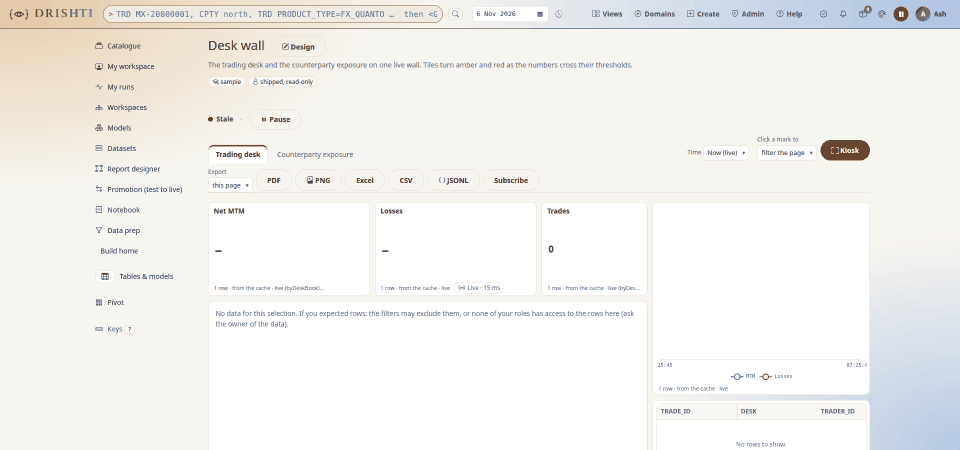 {👁} DRISHTI
> TRD MX-20000001, CPTY north, TRD PRODUCT_TYPE=FX_QUANTO … then <G
6 Nov 2026
Views
Domains
Create
Admin
Help
Ash
A
Catalogue
My workspace
My runs
Workspaces
Models
Datasets
Report designer
Promotion (test to live)
Notebook
Data prep
Build home
Tables & models
Pivot
Keys ?
Desk wall
Design
The trading desk and the counterparty exposure on one live wall. Tiles turn amber and red as the numbers cross their thresholds.
sample
shipped, read-only
Stale ·
Pause
Trading desk
Counterparty exposure
Time
Now (live)
Click a mark to
filter the page
Kiosk
Export
this page
PDF
PNG
Excel
CSV
JSONL
Subscribe
Net MTM
–
1 row · from the cache · live (byDeskBook)...
Losses
–
1 row · from the cache · live
Live · 15 ms
Trades
0
1 row · from the cache · live (byDes...
25:45
07:25:
MTM
Losses
1 row · from the cache · live
No data for this selection. If you expected rows: the filters may exclude them, or none of your roles has access to the rows here (ask
the owner of the data).
TRADE_ID
DESK
TRADER_ID
No rows to show.